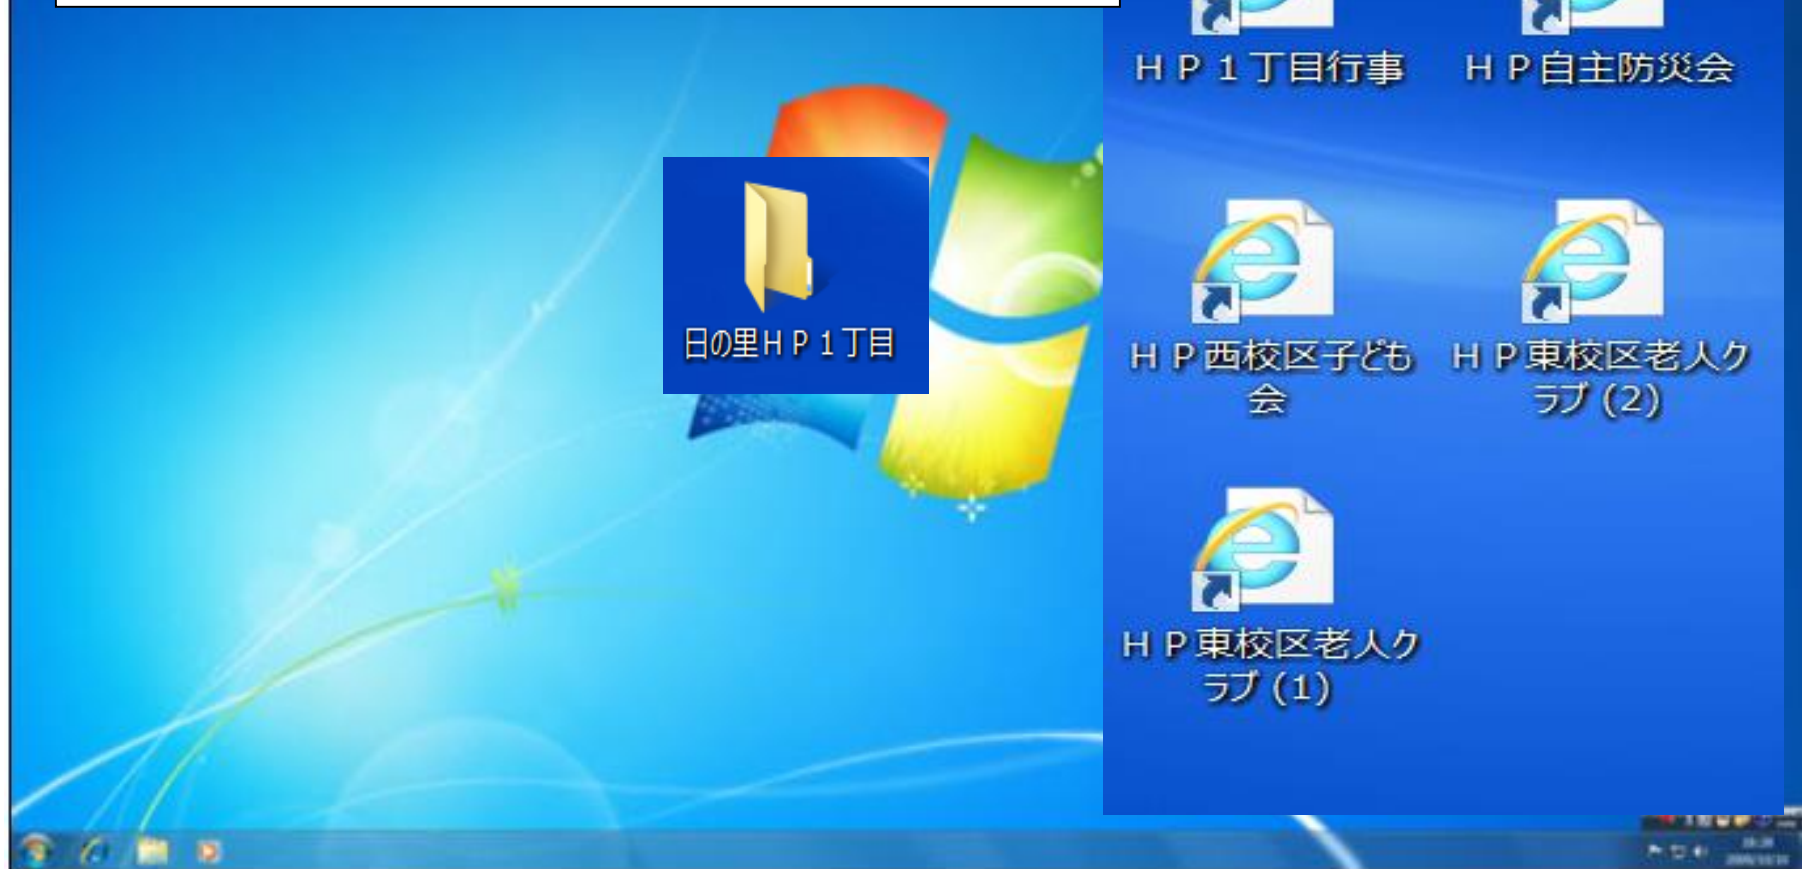 ＨＰ１丁目行事
ＨＰ自主防災会
日の里ＨＰ１丁目
ＨＰ西校区子ども
会
ＨＰ東校区老人ク
ラブ (2)
ＨＰ東校区老人ク
ラブ (1)